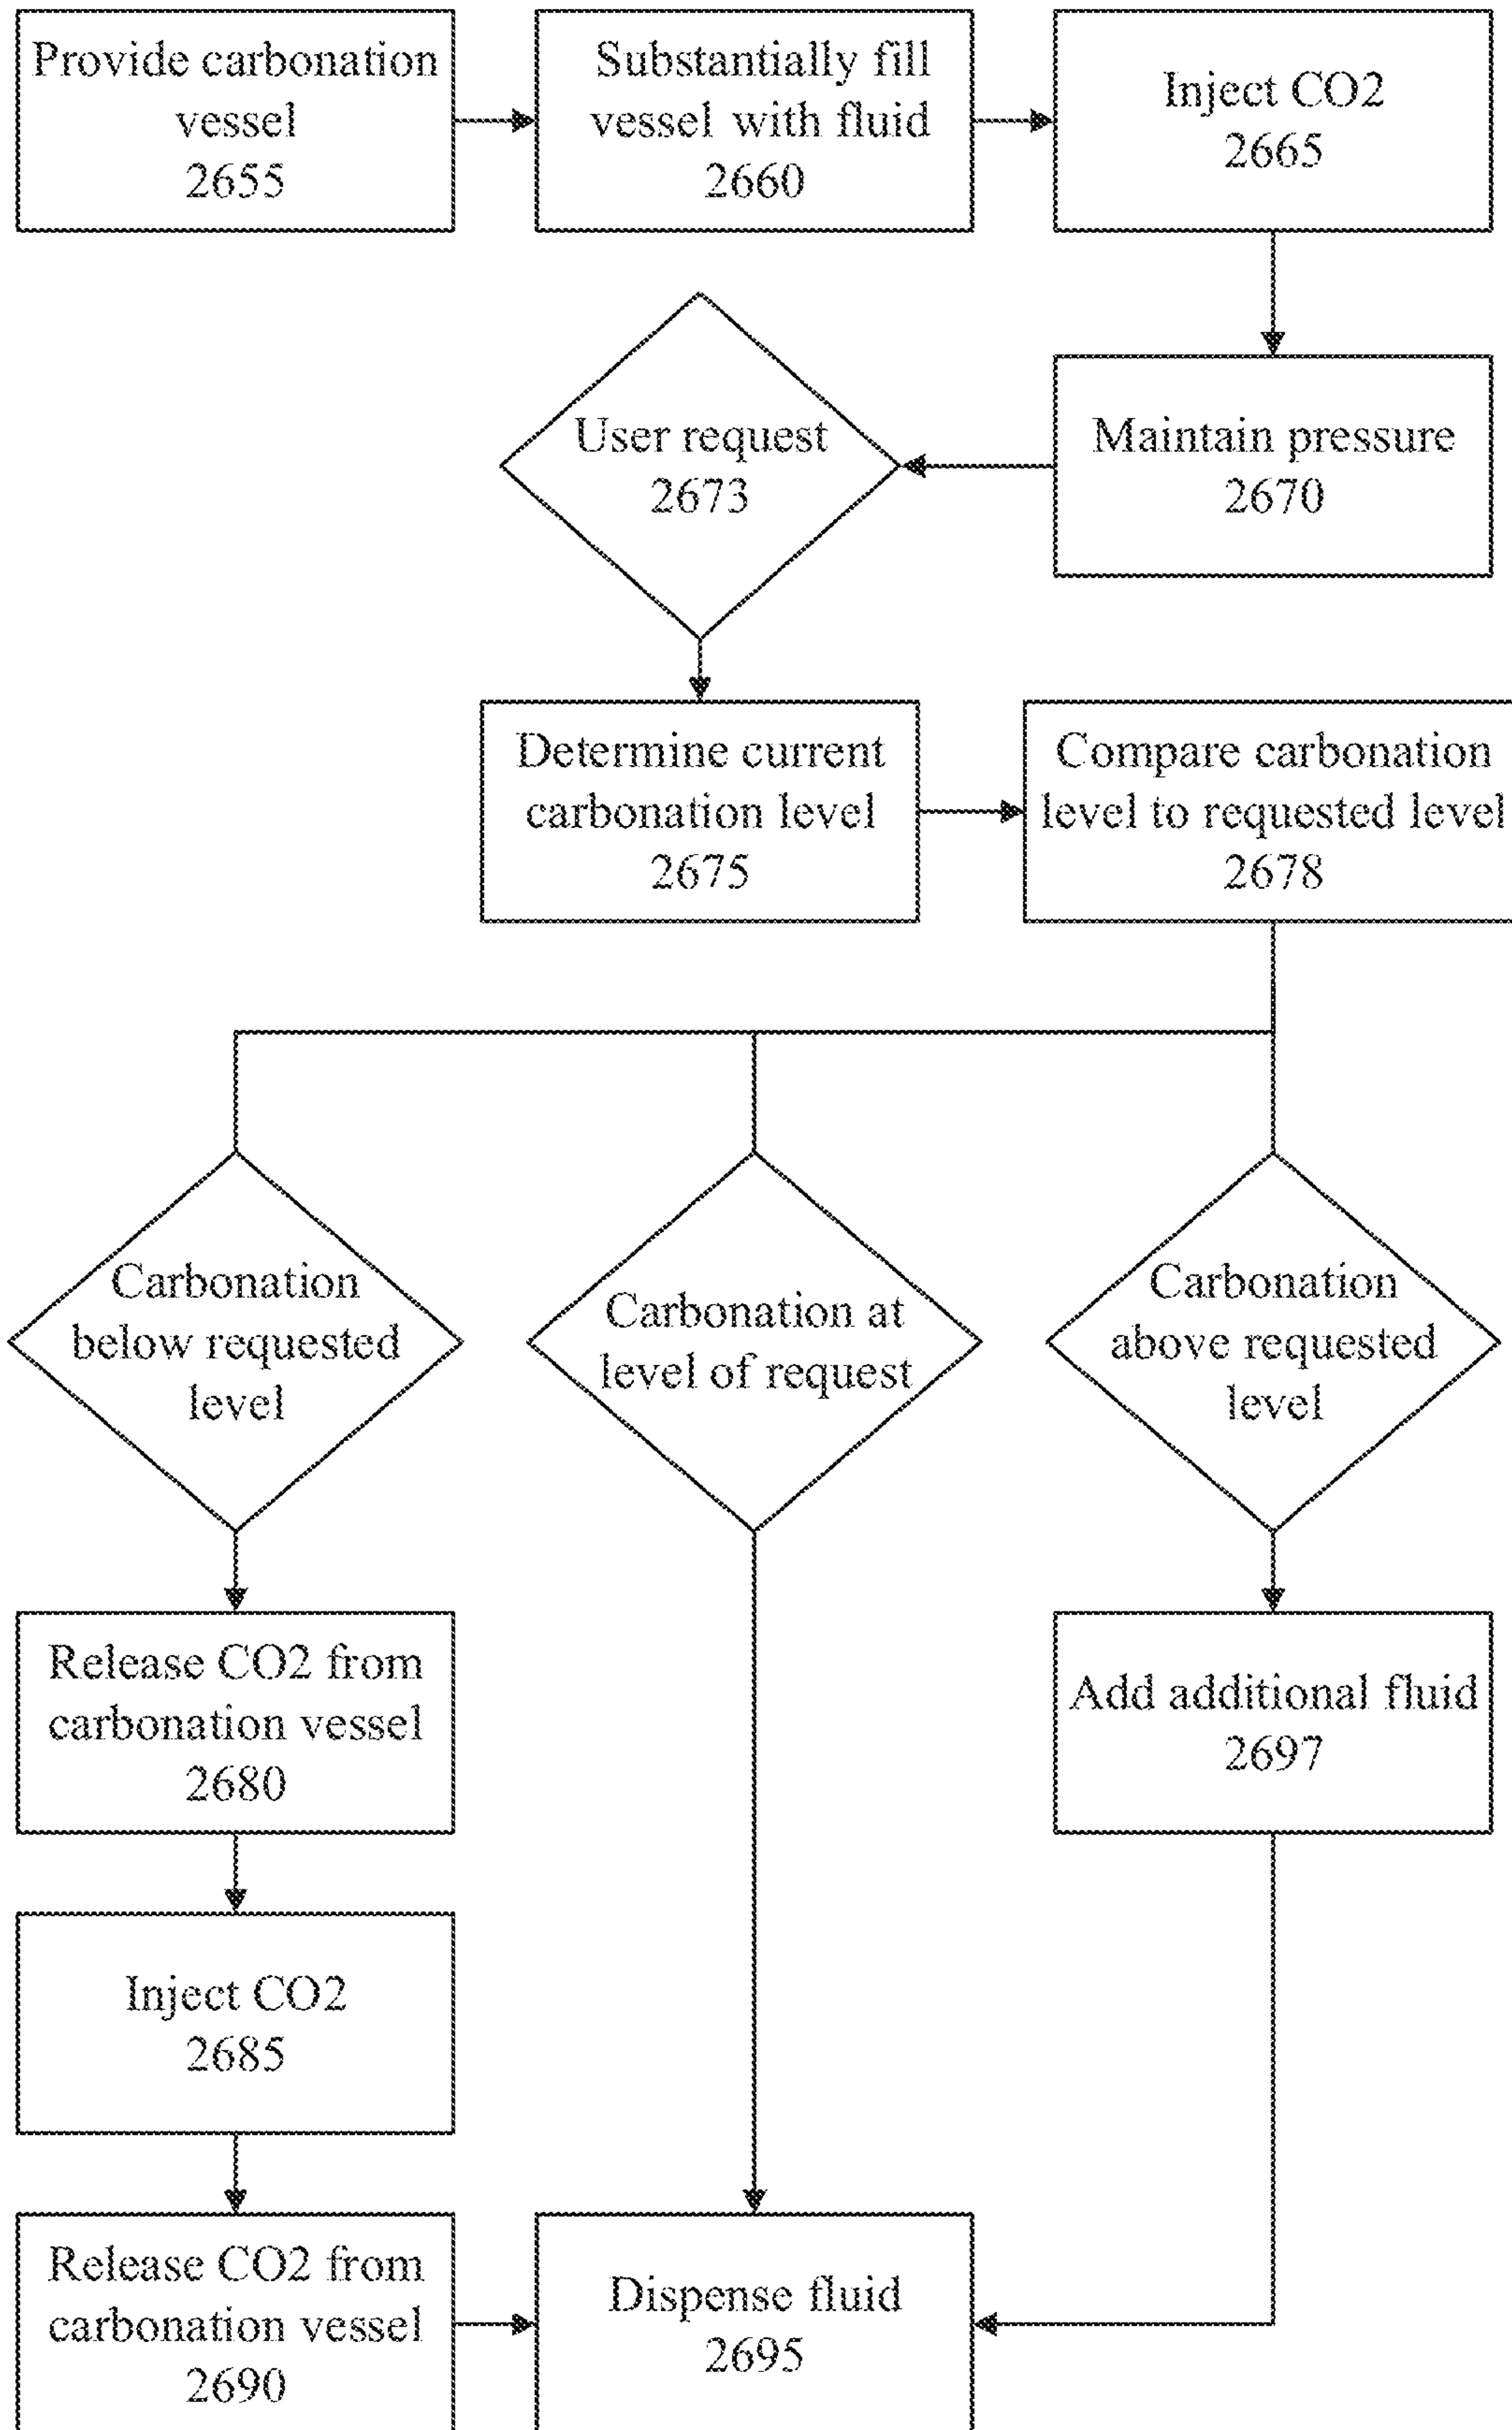 Provide carbonation
vessel
2655
Substantially fill
vessel with fluid
2660
Inject CO2
2665
User request
2673
Maintain pressure
2670
Determine current
carbonation level
2675
Compare carbonation
level to requested level
2678
Carbonation
below requested
level
Carbonation at
level of request
Carbonation
above requested
level
Release CO2 from
carbonation vessel
2680
Add additional fluid
2697
Inject CO2
2685
Release CO2 from
carbonation vessel
2690
Dispense fluid
2695